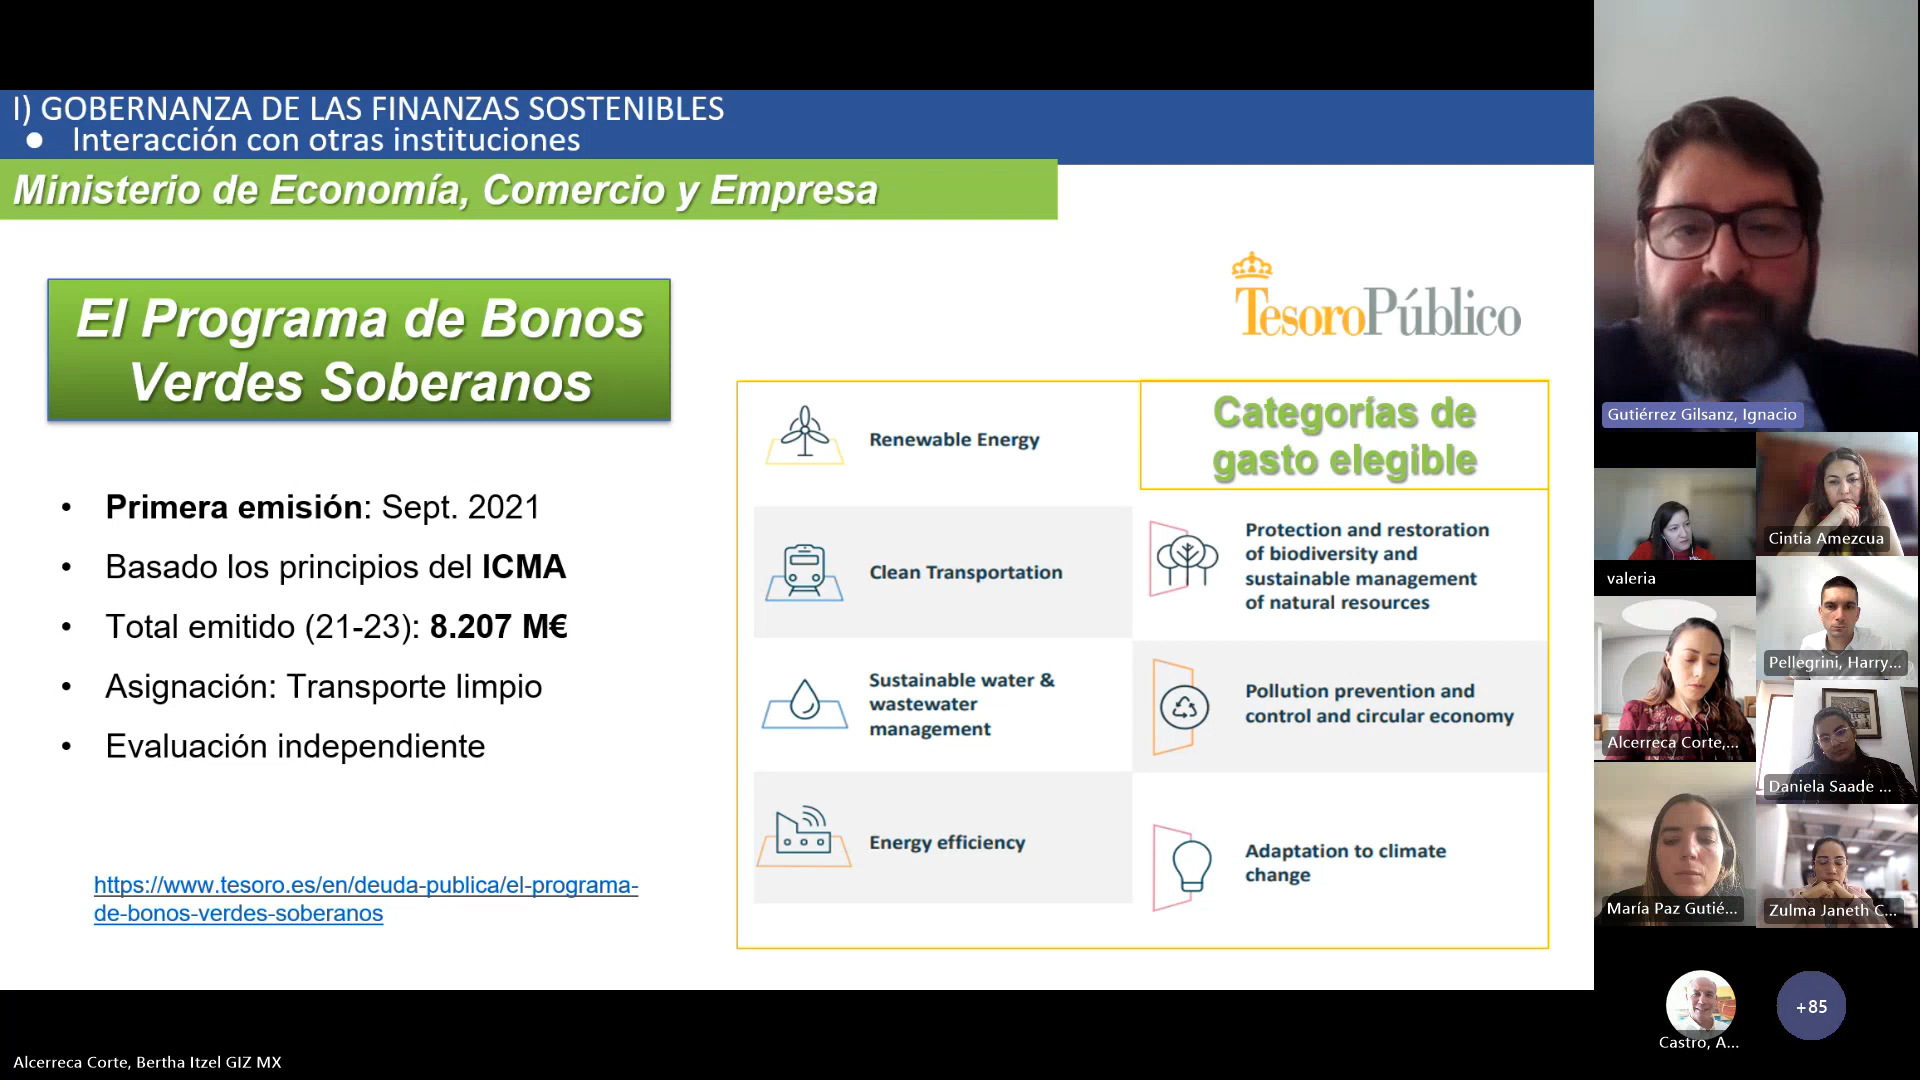 I) GOBERNANZA DE LAS FINANZAS SOSTENIBLES
● Interacción con otras instituciones
Ministerio de Economía, Comercio y Empresa
El Programa de Bonos
Verdes Soberanos
• Primera emisión: Sept. 2021
• Basado los principios del ICMA
• Total emitido (21-23): 8.207 M€
• Asignación: Transporte limpio
• Evaluación independiente
https://www.tesoro.es/en/deuda-publica/el-programa-
de-bonos-verdes-soberanos
TesoroPúblico
Categorías de
gasto elegible
Renewable Energy
Clean Transportation
Sustainable water &
wastewater
management
Energy efficiency
Protection and restoration
of biodiversity and
sustainable management
of natural resources
Pollution prevention and
control and circular economy
Adaptation to climate
change
Gutiérrez Gilsanz, Ignacio
valeria
Cintia Amezcua
Pellegrini, Harry...
Alcerreca Corte,...
Daniela Saade ...
María Paz Gutié...
Zulma Janeth C...
Castro, A...
+85
Alcerreca Corte, Bertha Itzel GIZ MX